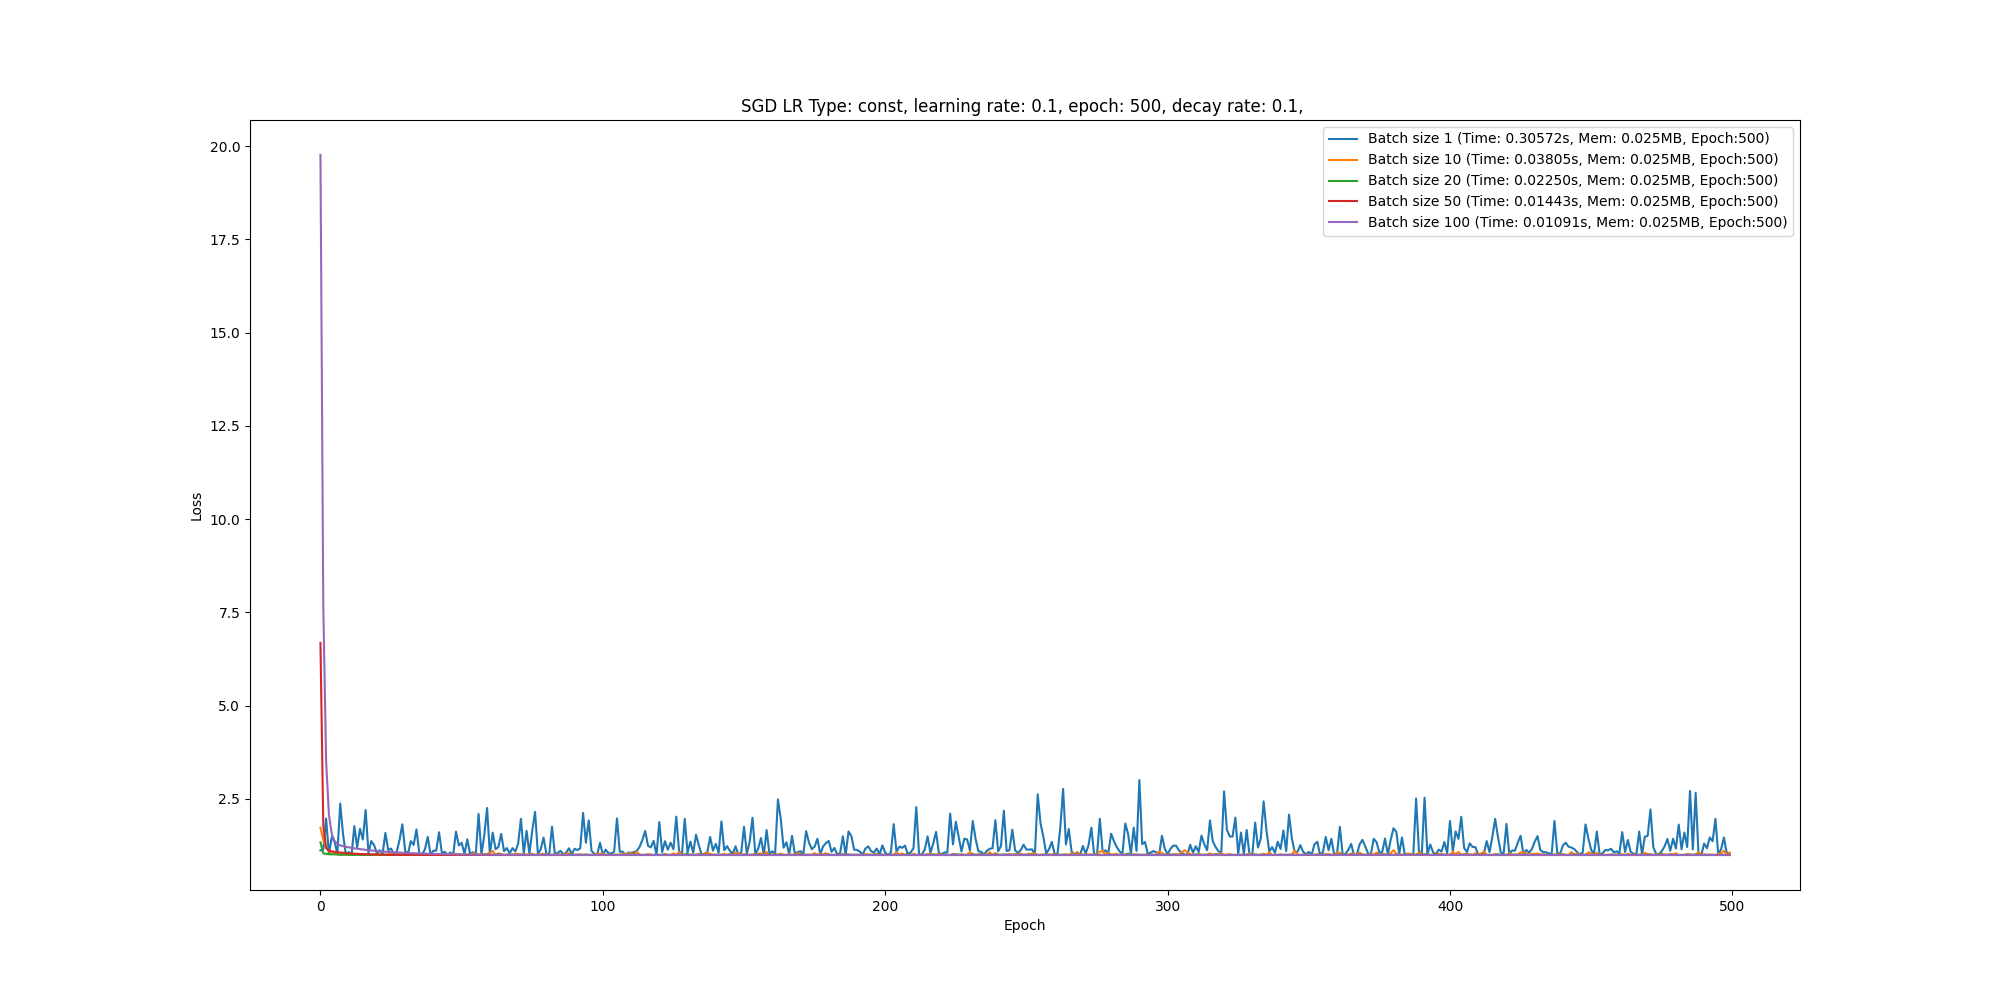 SGD LR Type: const, learning rate: 0.1, epoch: 500, decay rate: 0.1,
Batch size 1 (Time: 0.30572s, Mem: 0.025MB, Epoch:500)
Batch size 10 (Time: 0.03805s, Mem: 0.025MB, Epoch:500)
Batch size 20 (Time: 0.02250s, Mem: 0.025MB, Epoch:500)
Batch size 50 (Time: 0.01443s, Mem: 0.025MB, Epoch:500)
Batch size 100 (Time: 0.01091s, Mem: 0.025MB, Epoch:500)
20.0
17.5
15.0
12.5
10.0
7.5
5.0
2.5
Loss
0 100 200 300 400 500
Epoch